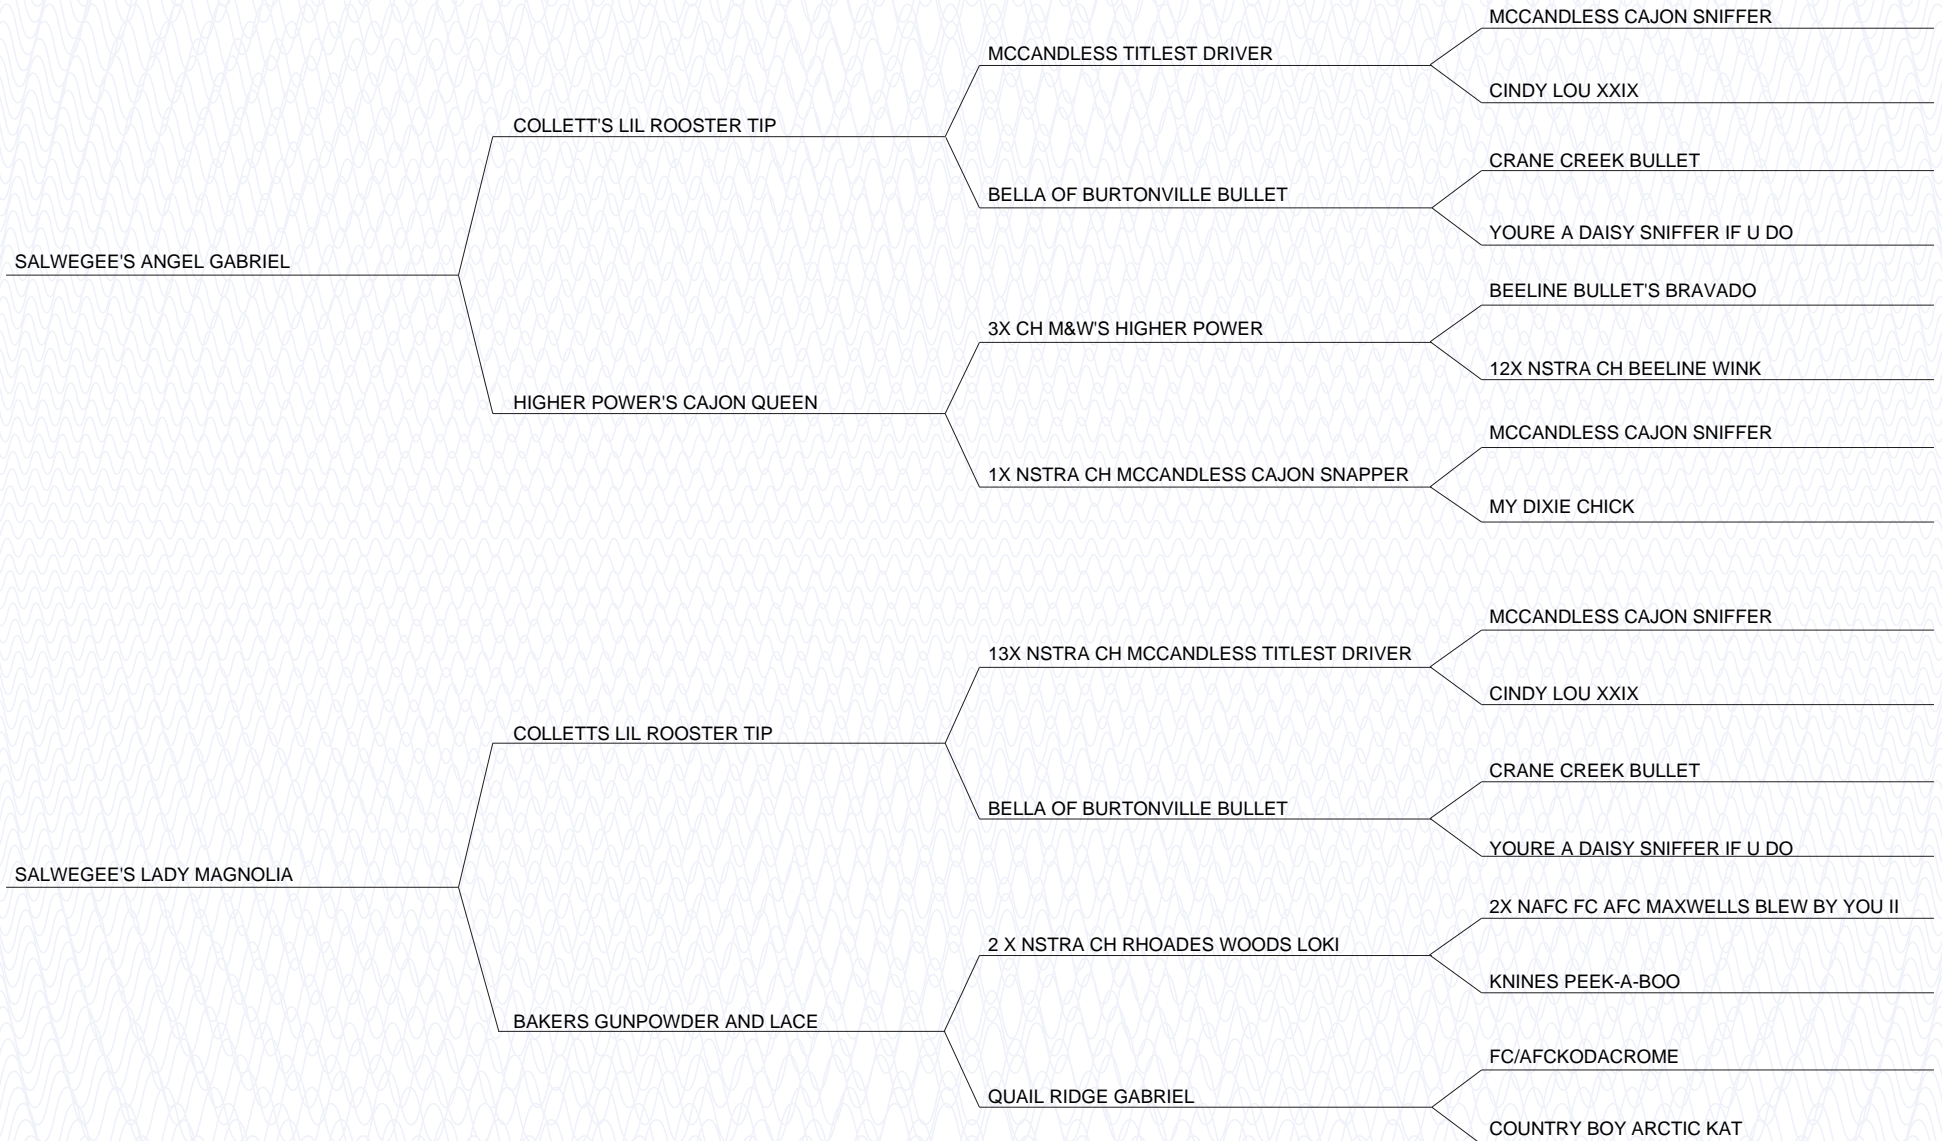 MCCANDLESS CAJON SNIFFER
MCCANDLESS TITLEST DRIVER
CINDY LOU XXIX
COLLETT'S LIL ROOSTER TIP
CRANE CREEK BULLET
BELLA OF BURTONVILLE BULLET
YOURE A DAISY SNIFFER IF U DO
SALWEGEE'S ANGEL GABRIEL
BEELINE BULLET'S BRAVADO
3X CH M&W'S HIGHER POWER
12X NSTRA CH BEELINE WINK
HIGHER POWER'S CAJON QUEEN
MCCANDLESS CAJON SNIFFER
1X NSTRA CH MCCANDLESS CAJON SNAPPER
MY DIXIE CHICK
MCCANDLESS CAJON SNIFFER
13X NSTRA CH MCCANDLESS TITLEST DRIVER
CINDY LOU XXIX
COLLETTS LIL ROOSTER TIP
CRANE CREEK BULLET
BELLA OF BURTONVILLE BULLET
YOURE A DAISY SNIFFER IF U DO
SALWEGEE'S LADY MAGNOLIA
2X NAFC FC AFC MAXWELLS BLEW BY YOU II
2 X NSTRA CH RHOADES WOODS LOKI
KNINES PEEK-A-BOO
BAKERS GUNPOWDER AND LACE
FC/AFCKODACROME
QUAIL RIDGE GABRIEL
COUNTRY BOY ARCTIC KAT